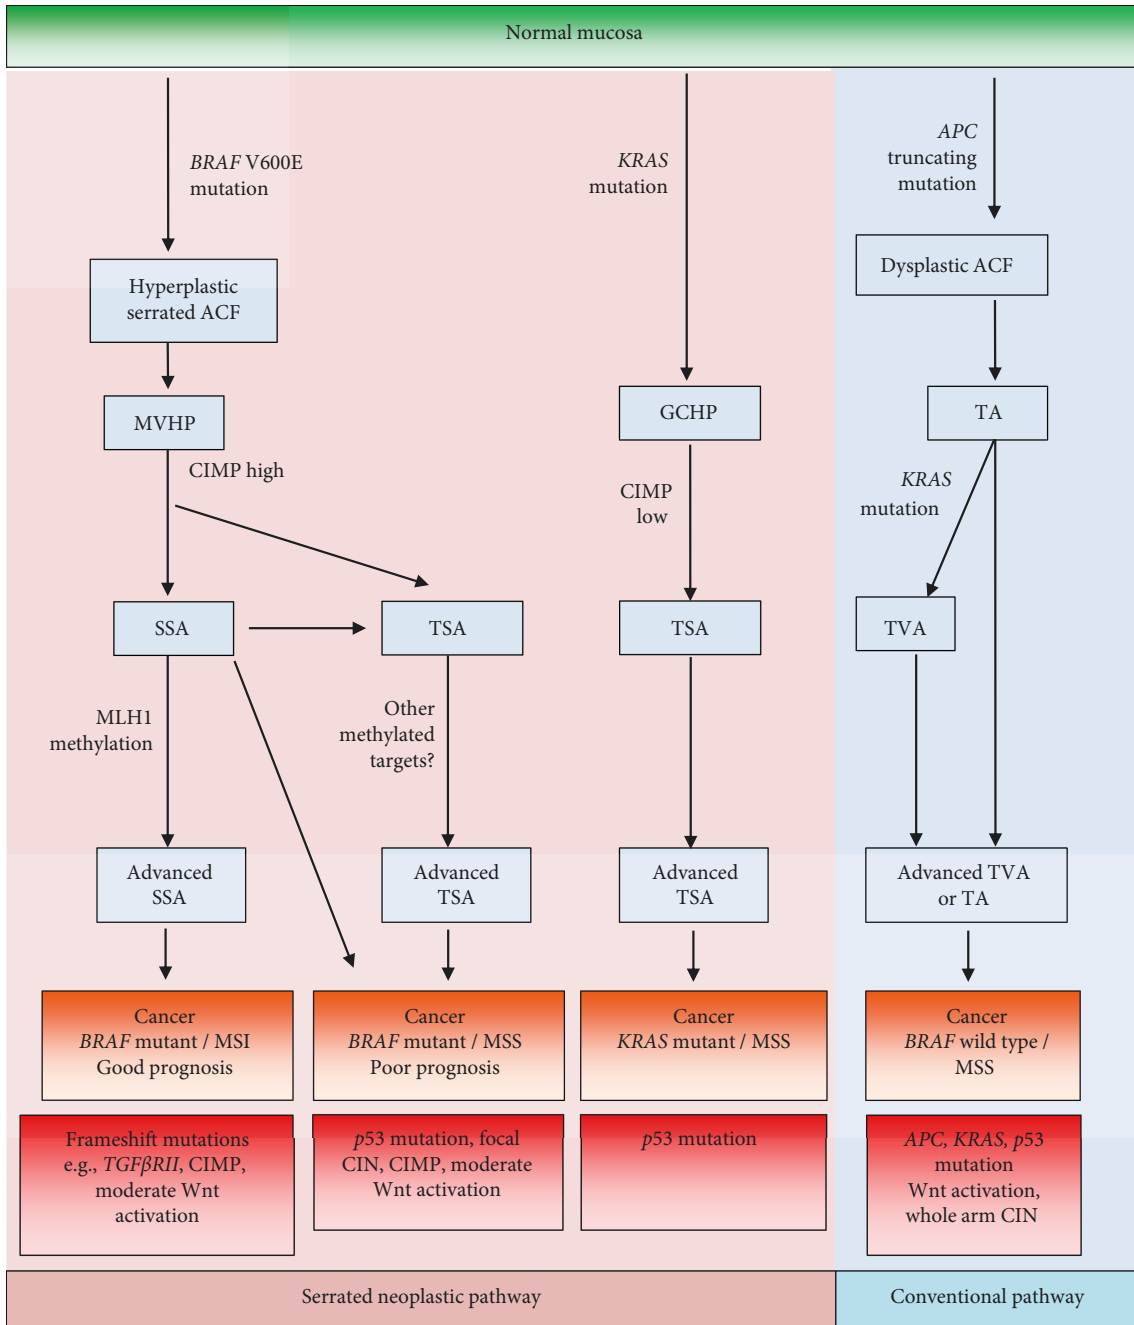 Normal mucosa
BRAF V600E
mutation
KRAS
mutation
APC
truncating
mutation
Hyperplastic
serrated ACF
Dysplastic ACF
MVHP
GCHP
TA
CIMP high
CIMP
low
KRAS
mutation
SSA
TSA
TSA
TVA
MLH1
methylation
Other
methylated
targets?
Advanced
SSA
Advanced
TSA
Advanced
TSA
Advanced TVA
or TA
Cancer
BRAF mutant / MSI
Good prognosis
Cancer
BRAF mutant / MSS
Poor prognosis
Cancer
KRAS mutant / MSS
Cancer
BRAF wild type /
MSS
Frameshift mutations
e.g., TGFβRII, CIMP,
moderate Wnt
activation
p53 mutation, focal
CIN, CIMP, moderate
Wnt activation
p53 mutation
APC, KRAS, p53
mutation
Wnt activation,
whole arm CIN
Serrated neoplastic pathway
Conventional pathway